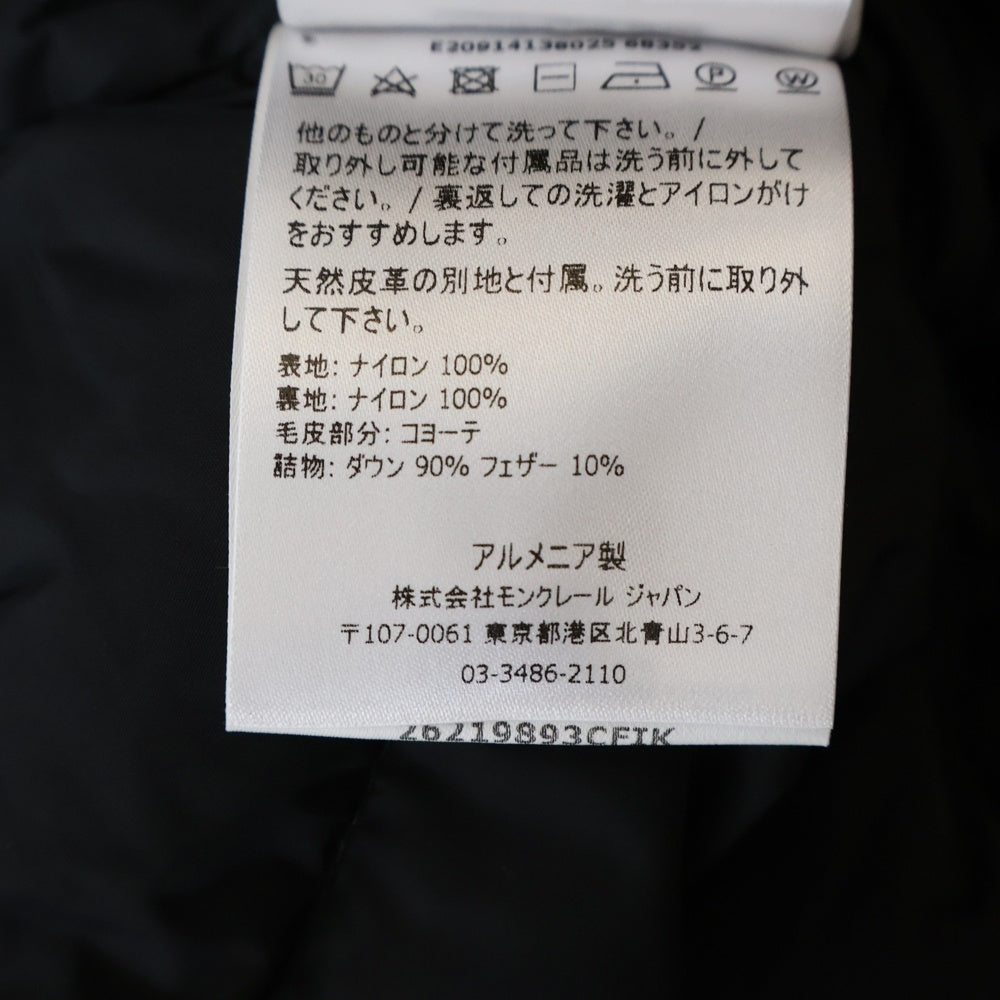 30
P
W
他のものと分けて洗って下さい。/
取り外し可能な付属品は洗う前に外して
ください。/ 裏返しての洗濯とアイロンがけ
をおすすめします。
天然皮革の別地と付属。洗う前に取り外
して下さい。
表地: ナイロン 100%
裏地: ナイロン 100%
毛皮部分: コヨーテ
詰物: ダウン 90% フェザー 10%
アルメニア製
株式会社モンクレール ジャパン
〒107-0061 東京都港区北青山3-6-7
03-3486-2110
26219893CFIK